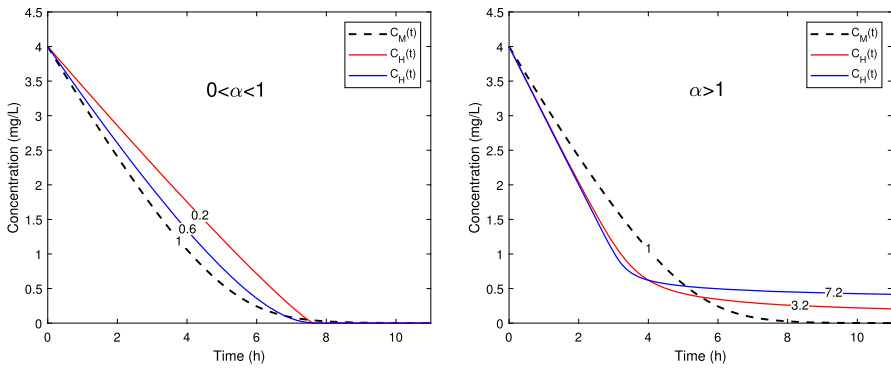 4.5
4
3.5
3
2.5
2
1.5
1
0.5
0
Concentration (mg/L)
0 2 4 6 8 10
Time (h)
C_M(t)
C_H(t)
C_H(t)
0<α<1
0.2
0.6
1
4.5
4
3.5
3
2.5
2
1.5
1
0.5
0
Concentration (mg/L)
0 2 4 6 8 10
Time (h)
C_M(t)
C_H(t)
C_H(t)
α>1
1
7.2
3.2